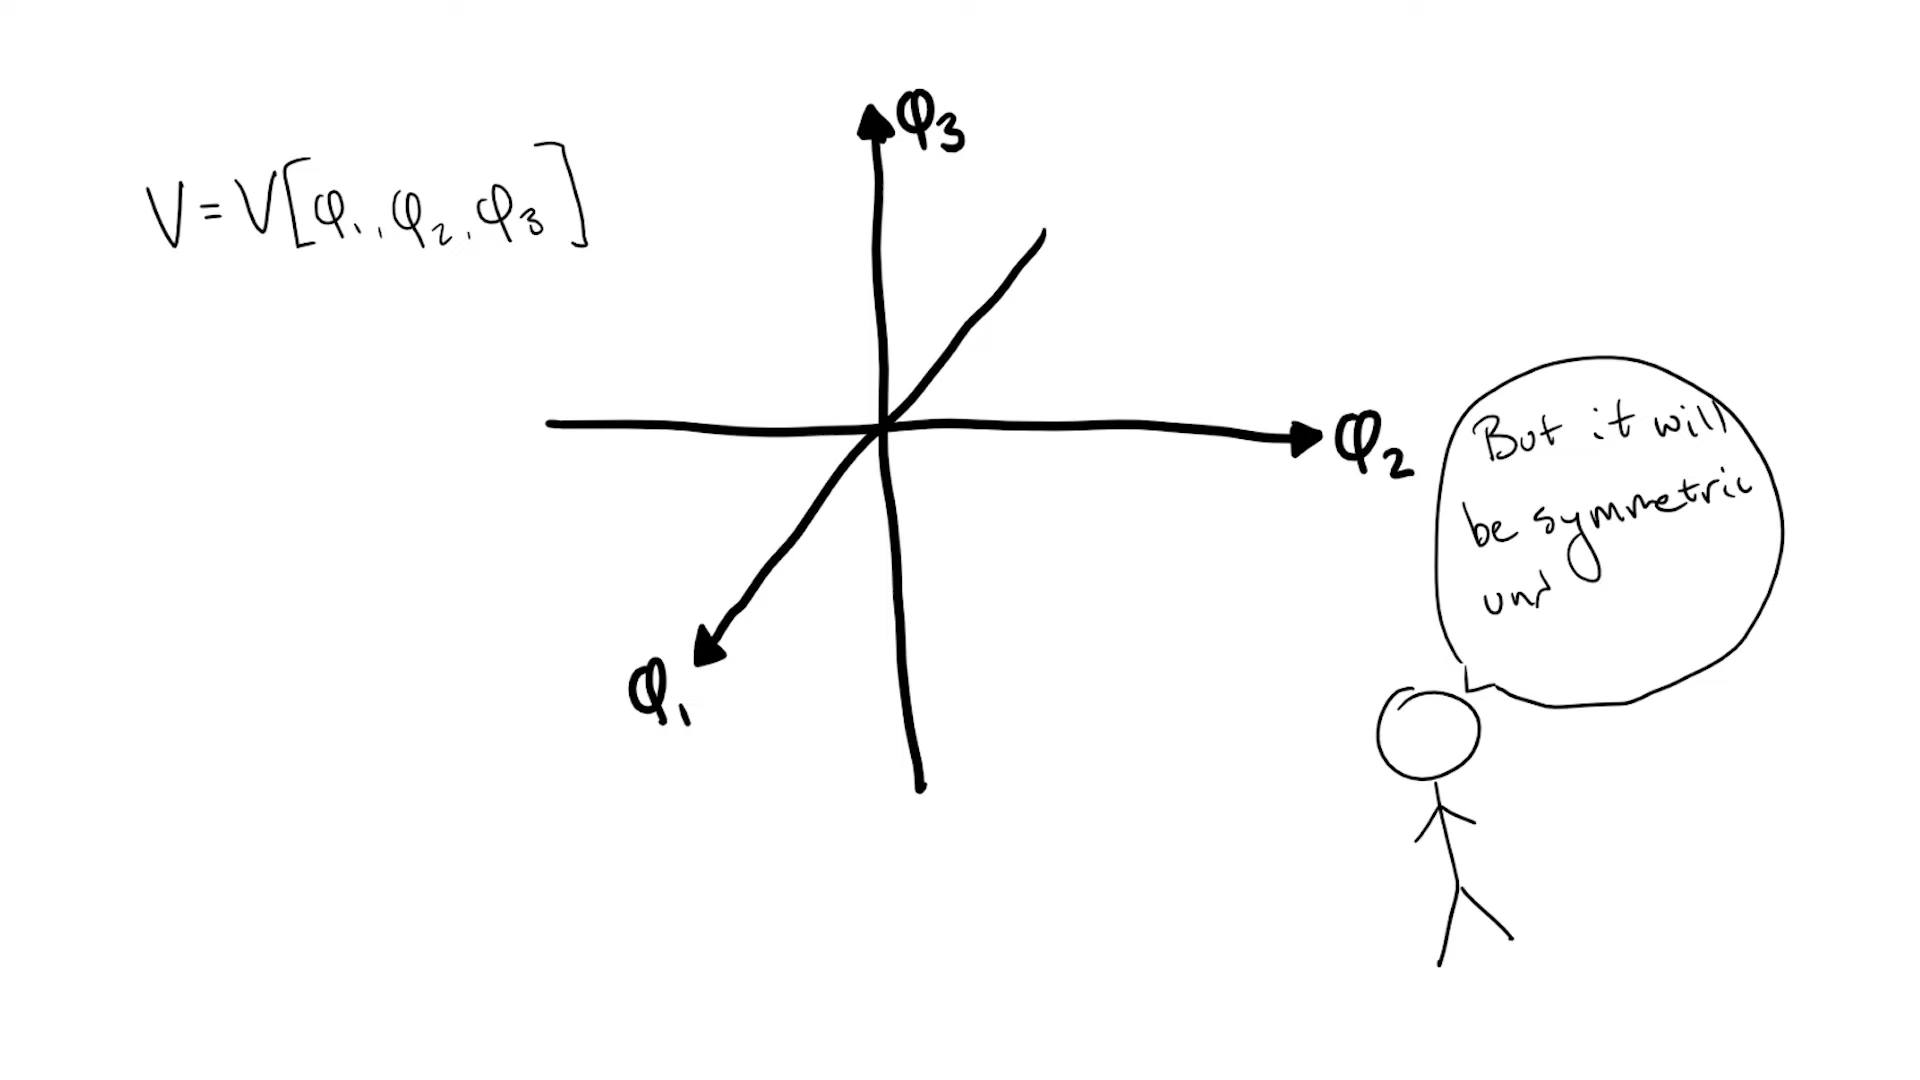 φ3
V = V[φ1, φ2, φ3]
φ2
But it will
be symmetric
und
φ1